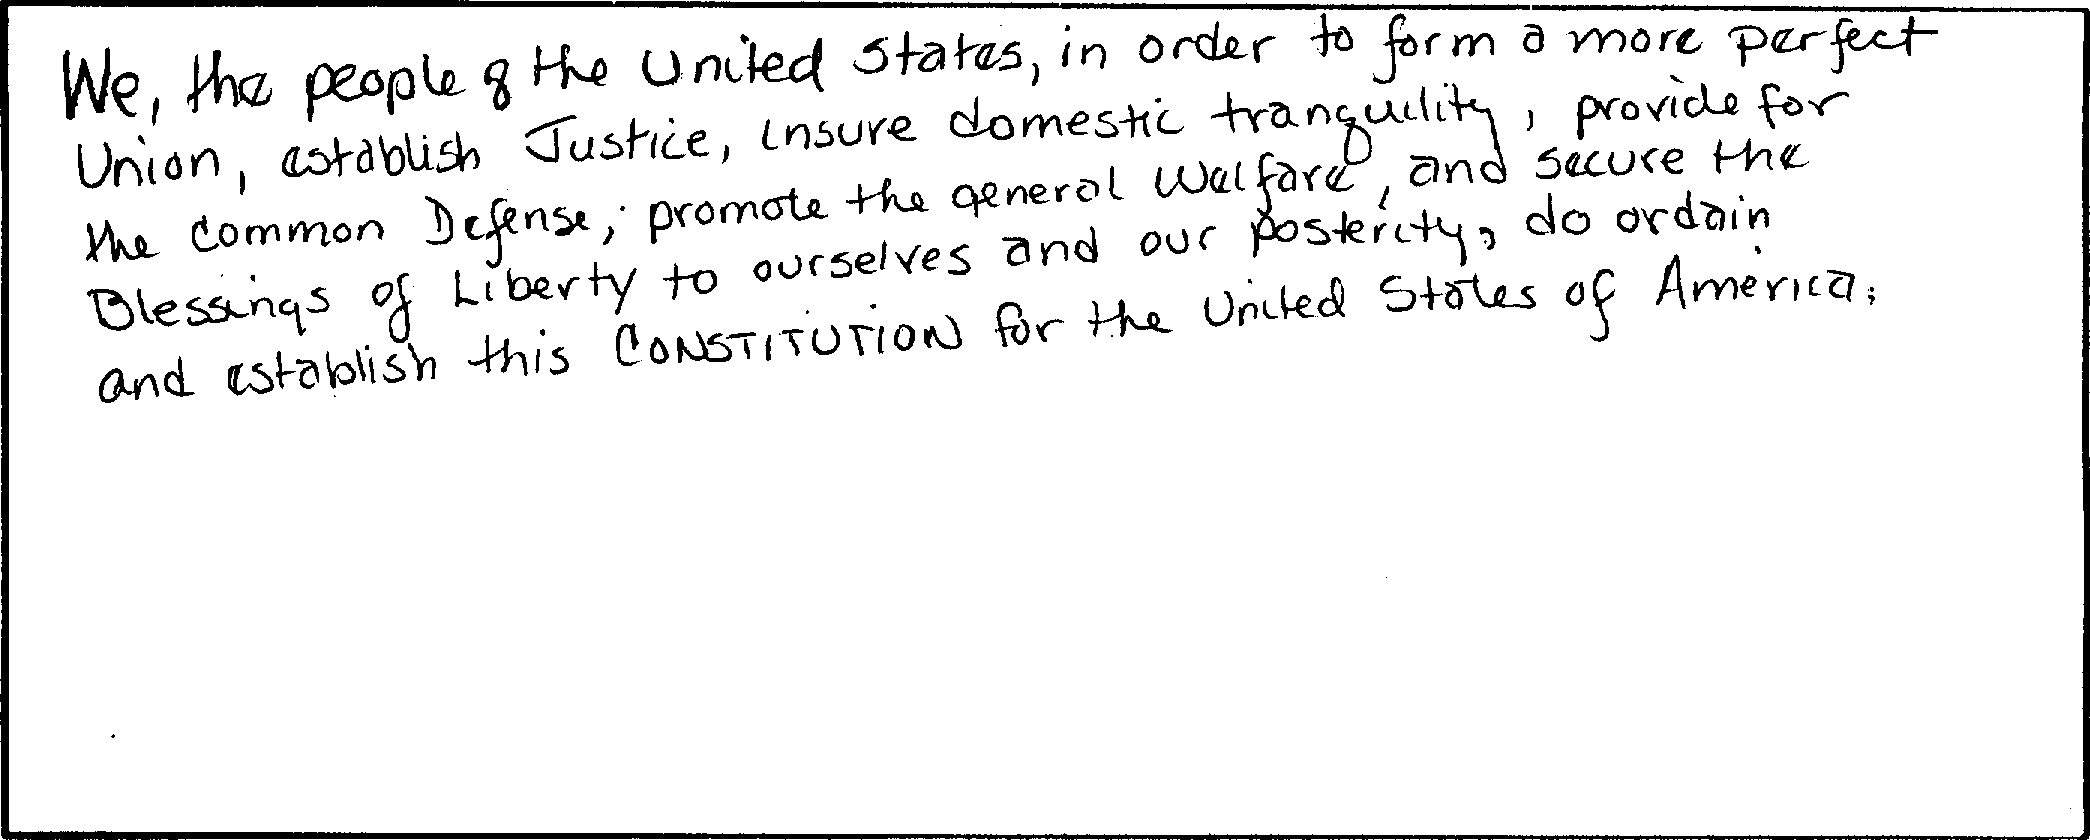 We, the people of the United States, in order to form a more perfect
Union, establish Justice, insure domestic tranquility, provide for
the Common Defense, promote the general Welfare, and secure the
Blessings of Liberty to ourselves and our posterity, do ordain
and establish this CONSTITUTION for the United States of America.